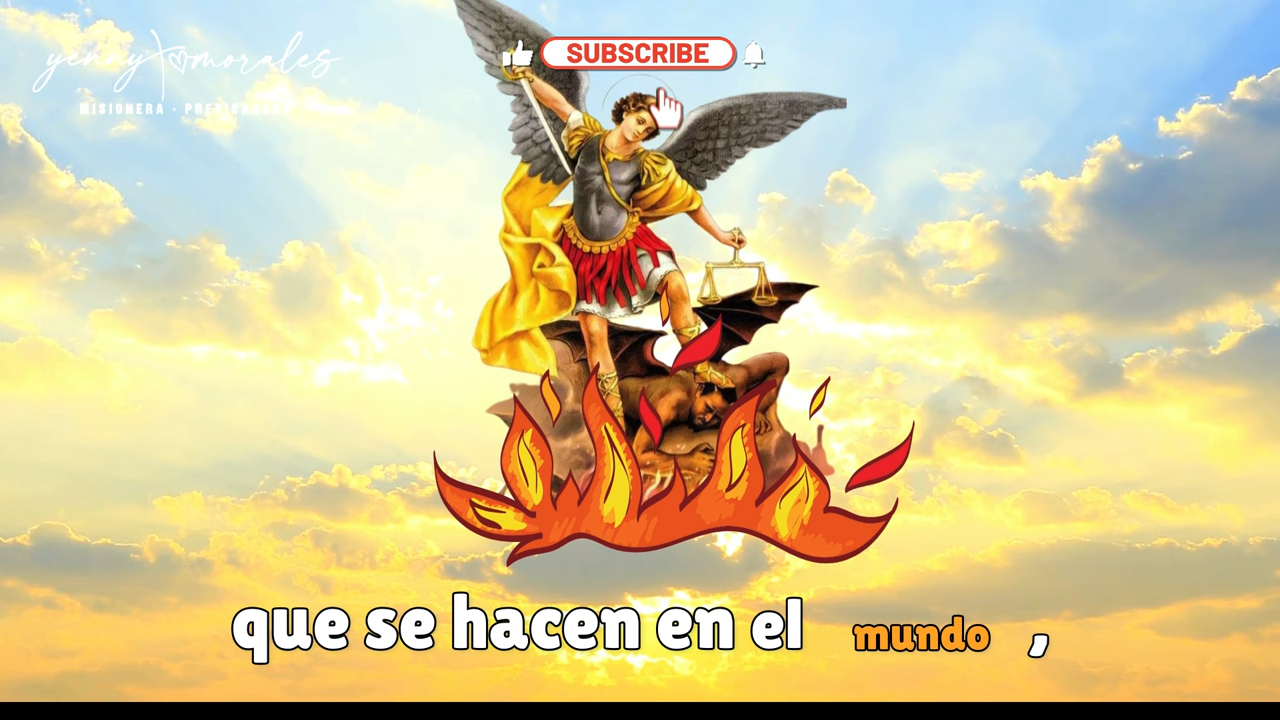 yenny morales
SUBSCRIBE
MISIONERA · PREDICADORA
que se hacen en el mundo ,